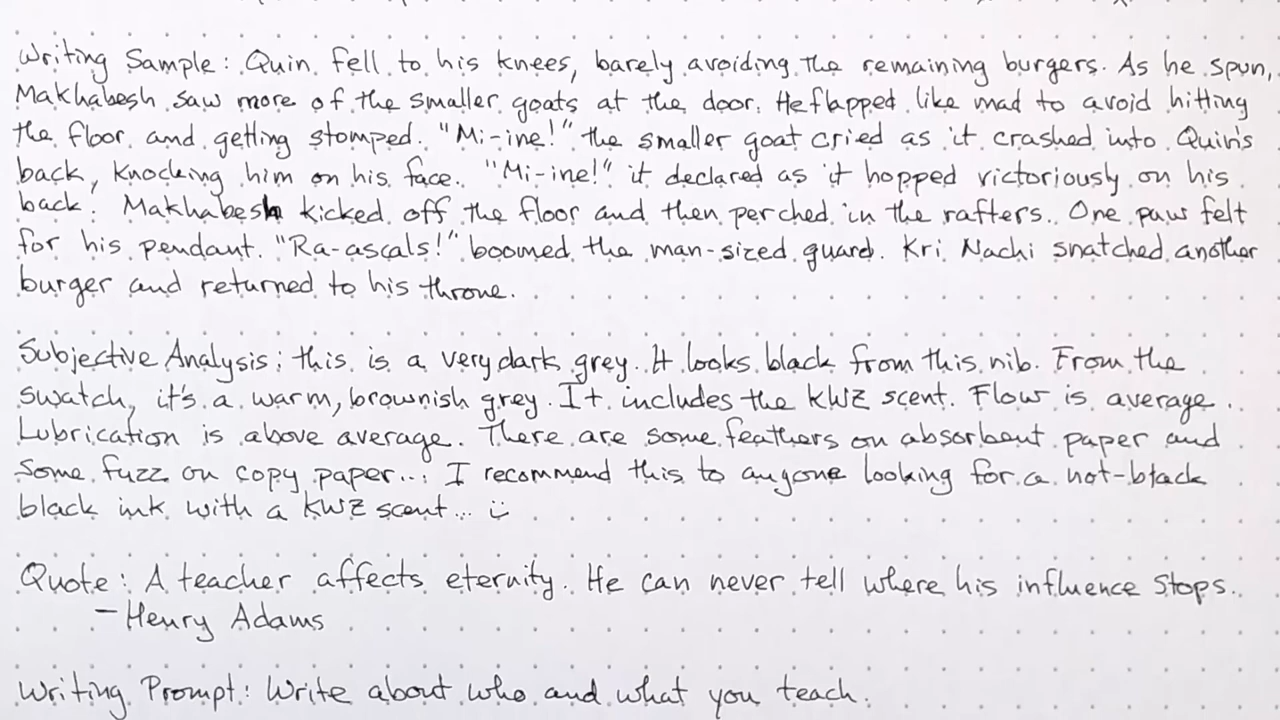 Writing Sample: Quin fell to his knees, barely avoiding the remaining burgers. As he spun,
Makhabesh saw more of the smaller goats at the door. He flapped like mad to avoid hitting
the floor and getting stomped. "Mi-ine!" the smaller goat cried as it crashed into Quin's
back, knocking him on his face. "Mi-ine!" it declared as it hopped victoriously on his
back. Makhabesh kicked off the floor and then perched in the rafters. One paw felt
for his pendant. "Ra-ascals!" boomed the man-sized guard. Kri Nachi snatched another
burger and returned to his throne.
Subjective Analysis: this is a very dark grey. It looks black from this nib. From the
swatch, it's a warm, brownish grey. It includes the KWZ scent. Flow is average.
Lubrication is above average. There are some feathers on absorbent paper and
some fuzz on copy paper... I recommend this to anyone looking for a not-black
black ink with a KWZ scent... :)
Quote: A teacher affects eternity. He can never tell where his influence stops.
- Henry Adams
Writing Prompt: Write about who and what you teach.